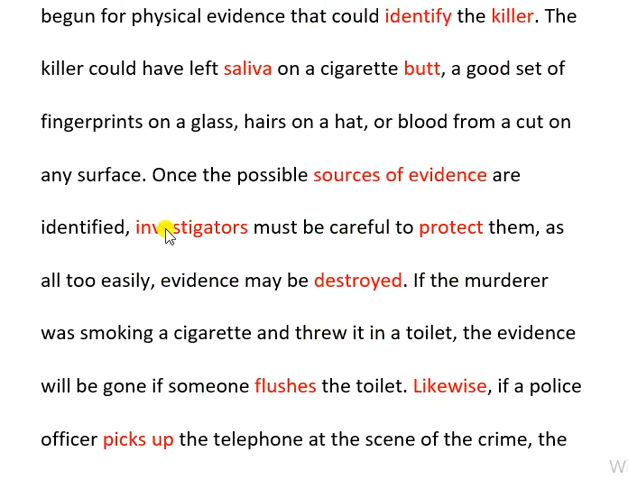 begun for physical evidence that could identify the killer. The
killer could have left saliva on a cigarette butt, a good set of
fingerprints on a glass, hairs on a hat, or blood from a cut on
any surface. Once the possible sources of evidence are
identified, investigators must be careful to protect them, as
all too easily, evidence may be destroyed. If the murderer
was smoking a cigarette and threw it in a toilet, the evidence
will be gone if someone flushes the toilet. Likewise, if a police
officer picks up the telephone at the scene of the crime, the